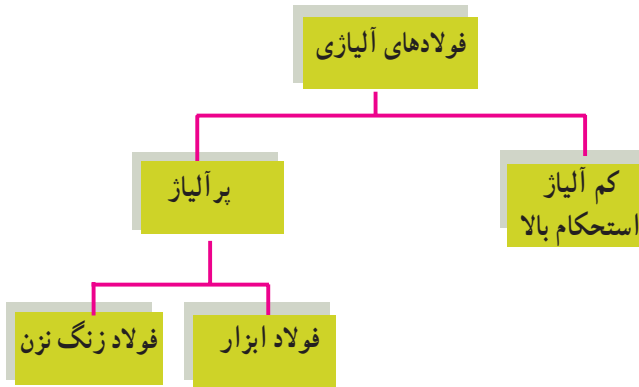 فولادهای آلیاژی
کم آلیاژ
استحکام بالا
پرآلیاژ
فولاد ابزار
فولاد زنگ نزن